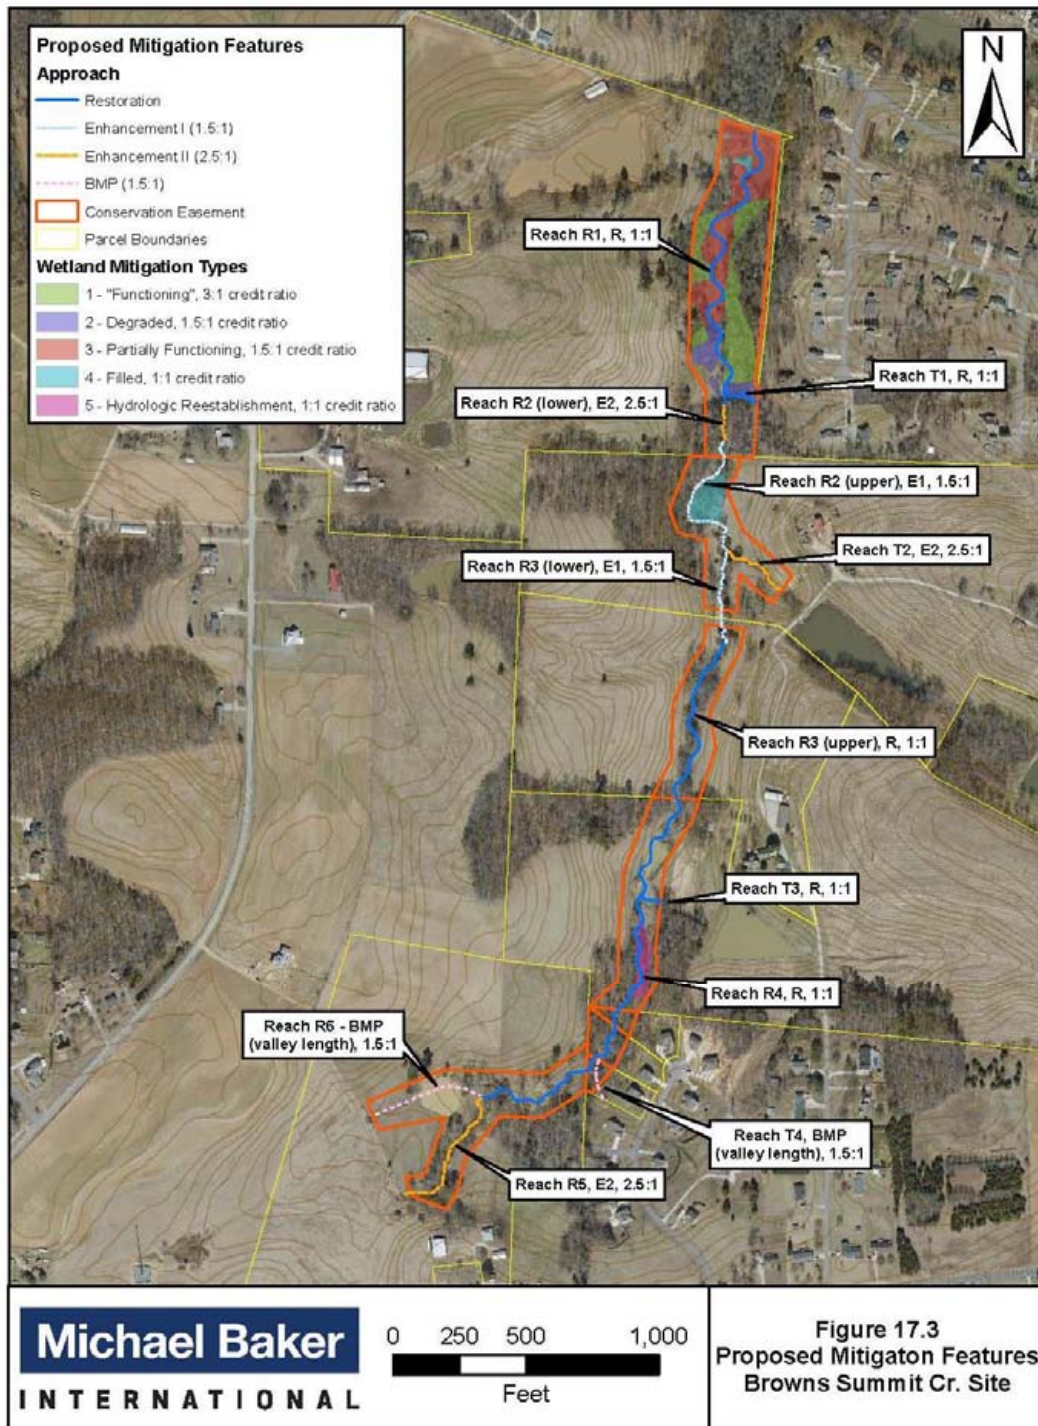 Proposed Mitigation Features
Approach
Restoration
Enhancement I (1.5:1)
Enhancement II (2.5:1)
BMP (1.5:1)
Conservation Easement
Parcel Boundaries
Wetland Mitigation Types
1 - "Functioning", 3:1 credit ratio
2 - Degraded, 1.5:1 credit ratio
3 - Partially Functioning, 1.5:1 credit ratio
4 - Filled, 1:1 credit ratio
5 - Hydrologic Reestablishment, 1:1 credit ratio
N
Reach R1, R, 1:1
Reach T1, R, 1:1
Reach R2 (lower), E2, 2.5:1
Reach R2 (upper), E1, 1.5:1
Reach T2, E2, 2.5:1
Reach R3 (lower), E1, 1.5:1
Reach R3 (upper), R, 1:1
Reach T3, R, 1:1
Reach R4, R, 1:1
Reach R6 - BMP
(valley length), 1.5:1
Reach T4, BMP
(valley length), 1.5:1
Reach R5, E2, 2.5:1
Michael Baker
INTERNATIONAL
0 250 500 1,000
Feet
Figure 17.3
Proposed Mitigaton Features
Browns Summit Cr. Site